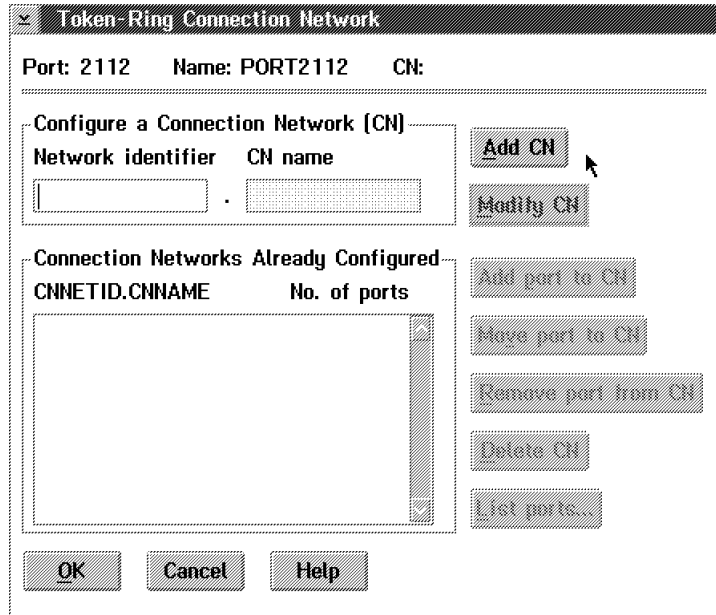 Token-Ring Connection Network
Port: 2112 Name: PORT2112 CN:
Configure a Connection Network (CN)
Network identifier CN name
.
Add CN
Modify CN
Connection Networks Already Configured
CNNETID.CNNAME No. of ports
Add port to CN
Move port to CN
Remove port from CN
Delete CN
List ports...
OK Cancel Help